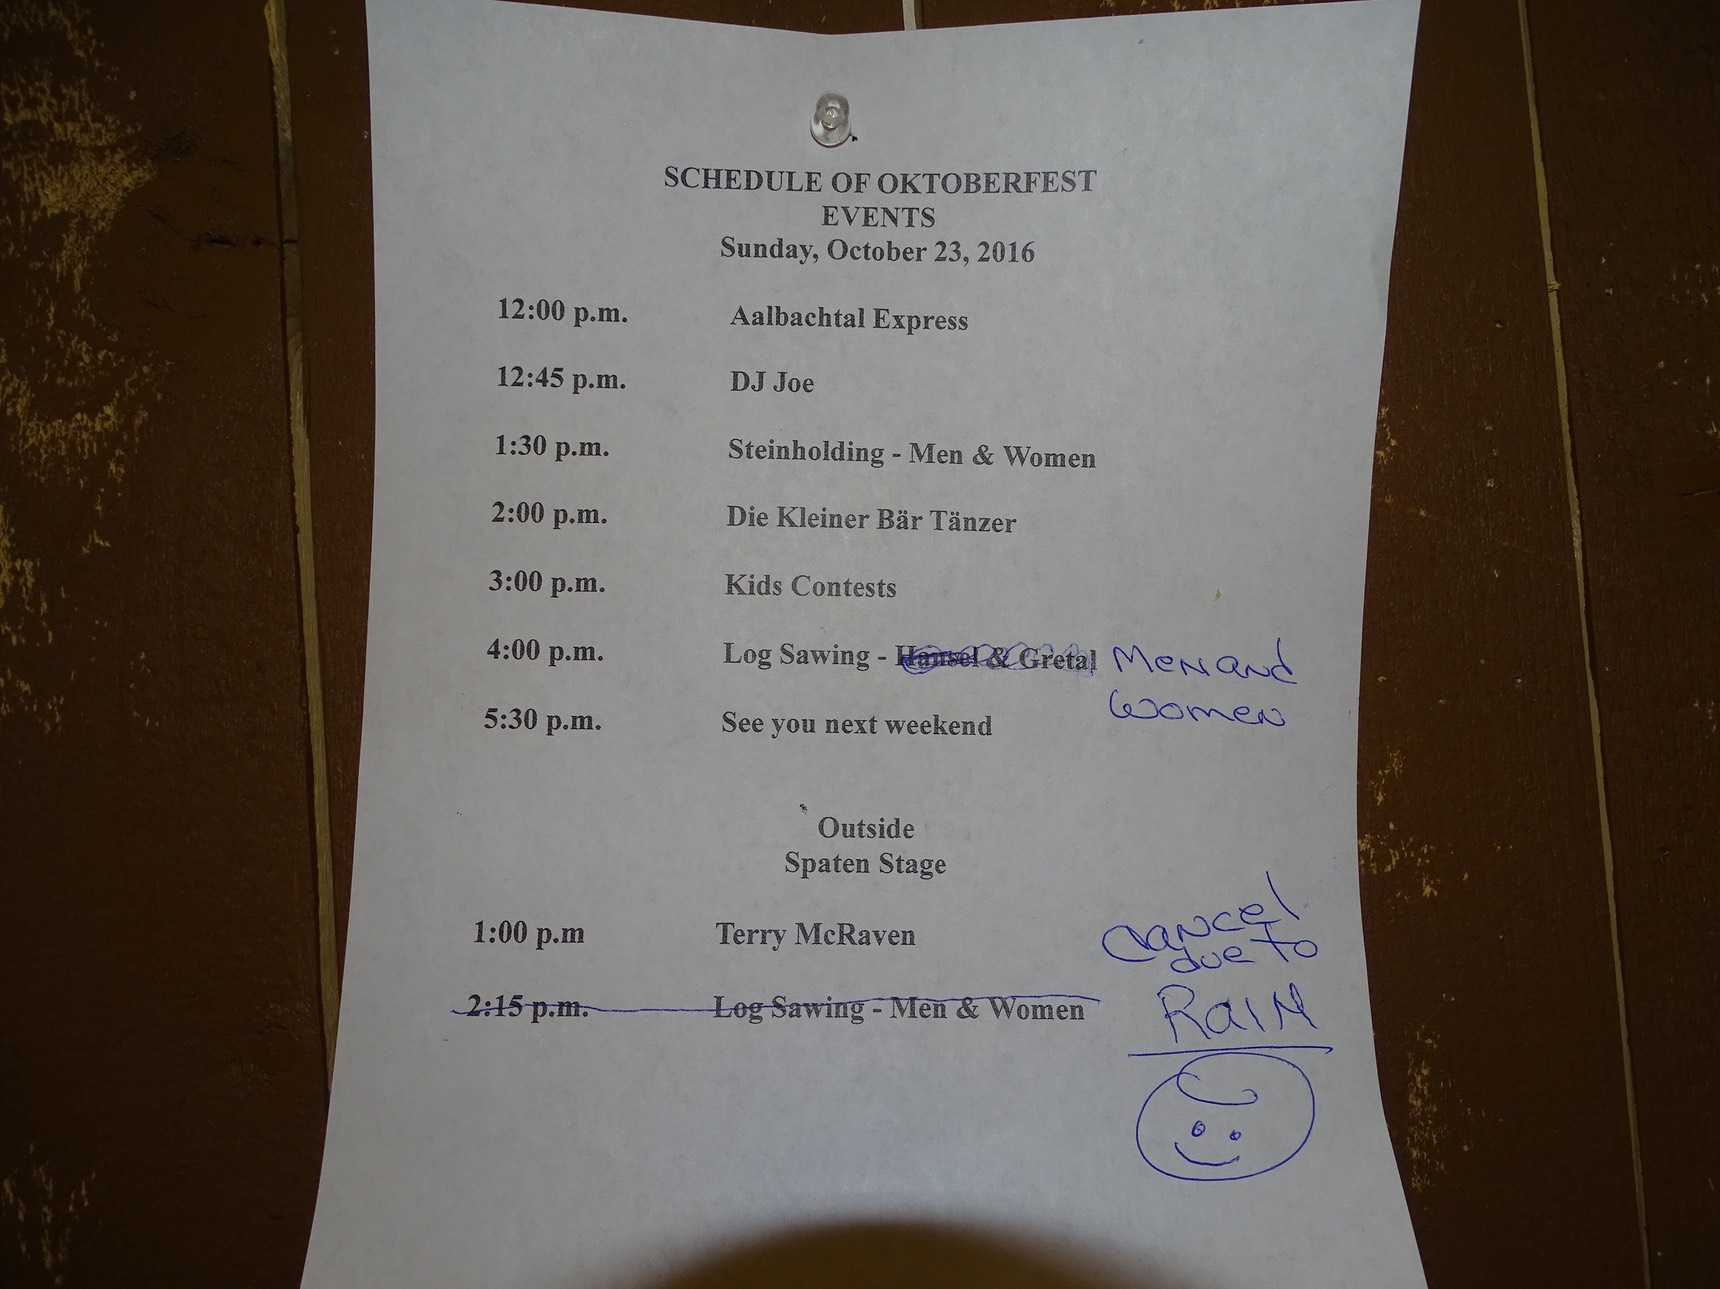 SCHEDULE OF OKTOBERFEST
EVENTS
Sunday, October 23, 2016
12:00 p.m. Aalbachtal Express
12:45 p.m. DJ Joe
1:30 p.m. Steinholding - Men & Women
2:00 p.m. Die Kleiner Bär Tänzer
3:00 p.m. Kids Contests
4:00 p.m. Log Sawing - Hansel & Gretal Men and
Women
5:30 p.m. See you next weekend
Outside
Spaten Stage
1:00 p.m Terry McRaven
Cancel
due to
2:15 p.m. Log Sawing - Men & Women RaIN